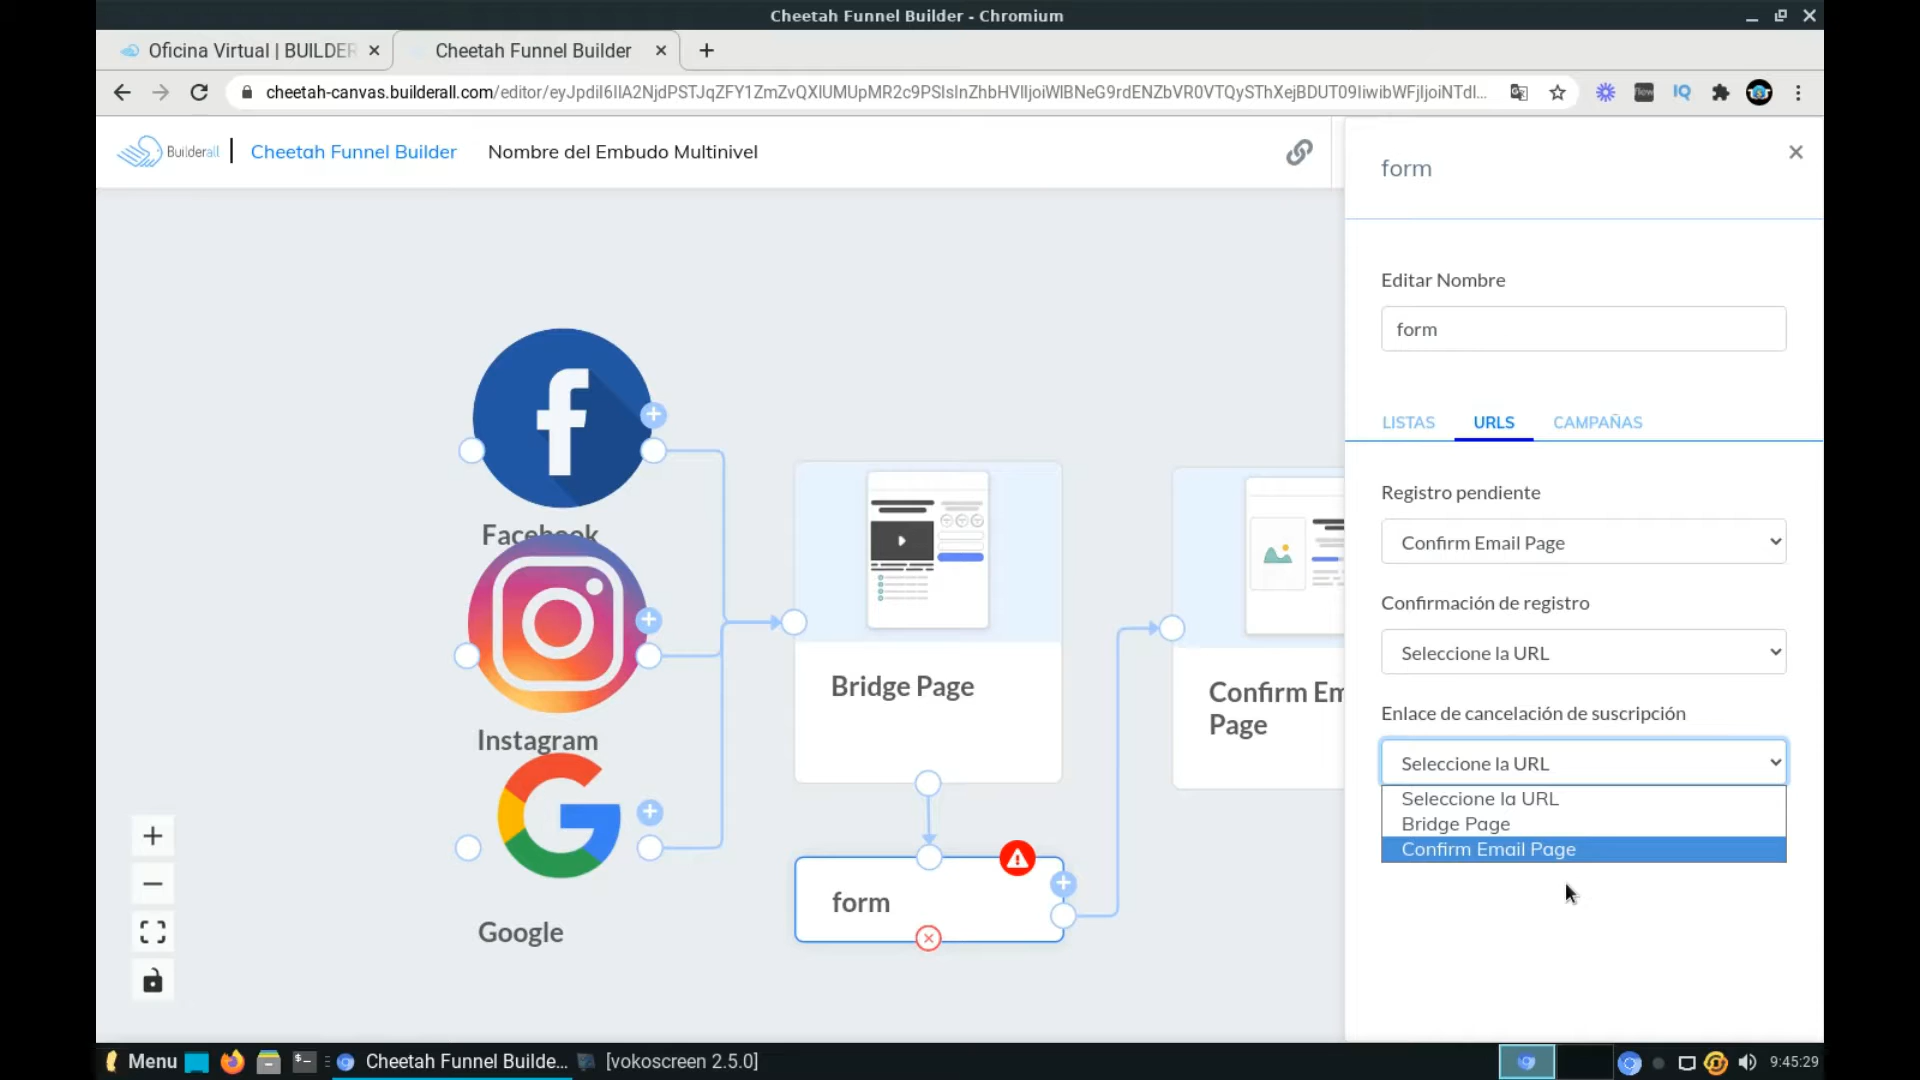 Cheetah Funnel Builder - Chromium
Oficina Virtual | BUILDER
Cheetah Funnel Builder
cheetah-canvas.builderall.com/editor/
Builderall
Cheetah Funnel Builder
Nombre del Embudo Multinivel
form
Editar Nombre
form
LISTAS
URLS
CAMPAÑAS
Registro pendiente
Confirm Email Page
Confirmación de registro
Seleccione la URL
Enlace de cancelación de suscripción
Seleccione la URL
Seleccione la URL
Bridge Page
Confirm Email Page
Facebook
Instagram
Google
Bridge Page
form
Confirm Em
Page
IQ
Menu
Cheetah Funnel Builde...
[vokoscreen 2.5.0]
9:45:29